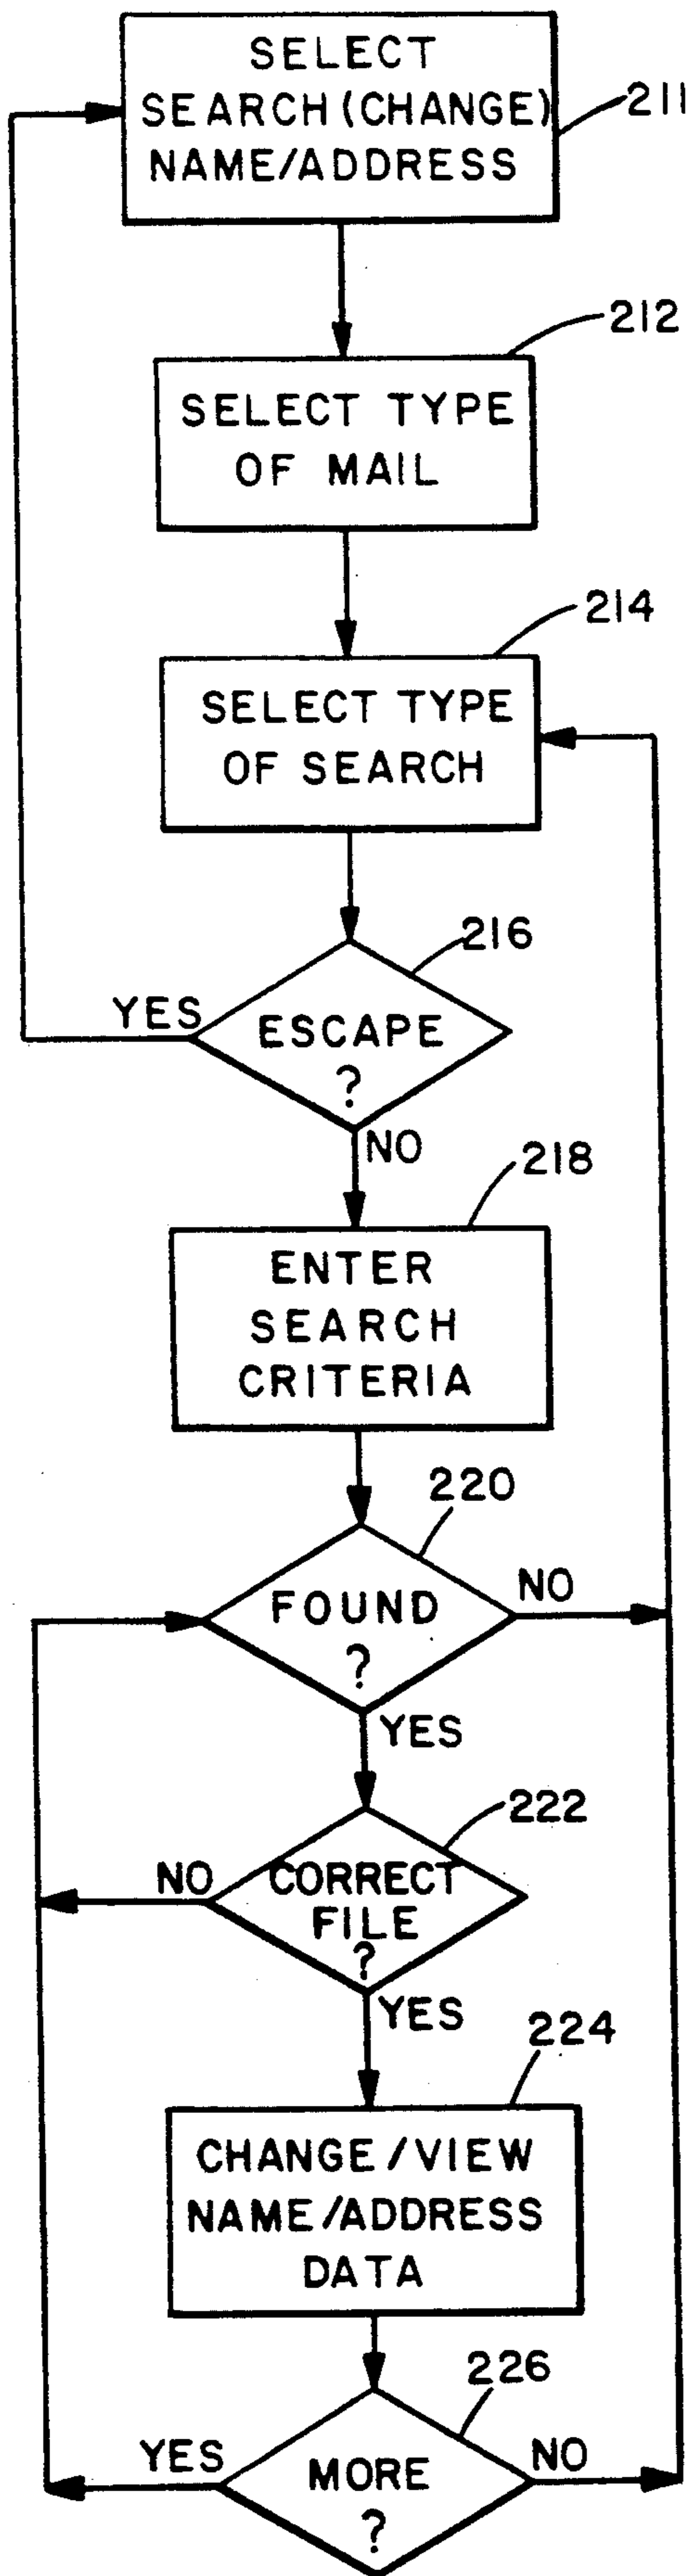 SELECT
SEARCH (CHANGE)
NAME/ADDRESS
211
212
SELECT TYPE
OF MAIL
214
SELECT TYPE
OF SEARCH
216
YES
ESCAPE
?
NO
218
ENTER
SEARCH
CRITERIA
220
FOUND
?
NO
YES
222
NO
CORRECT
FILE
?
YES
224
CHANGE/VIEW
NAME/ADDRESS
DATA
226
YES
MORE
?
NO